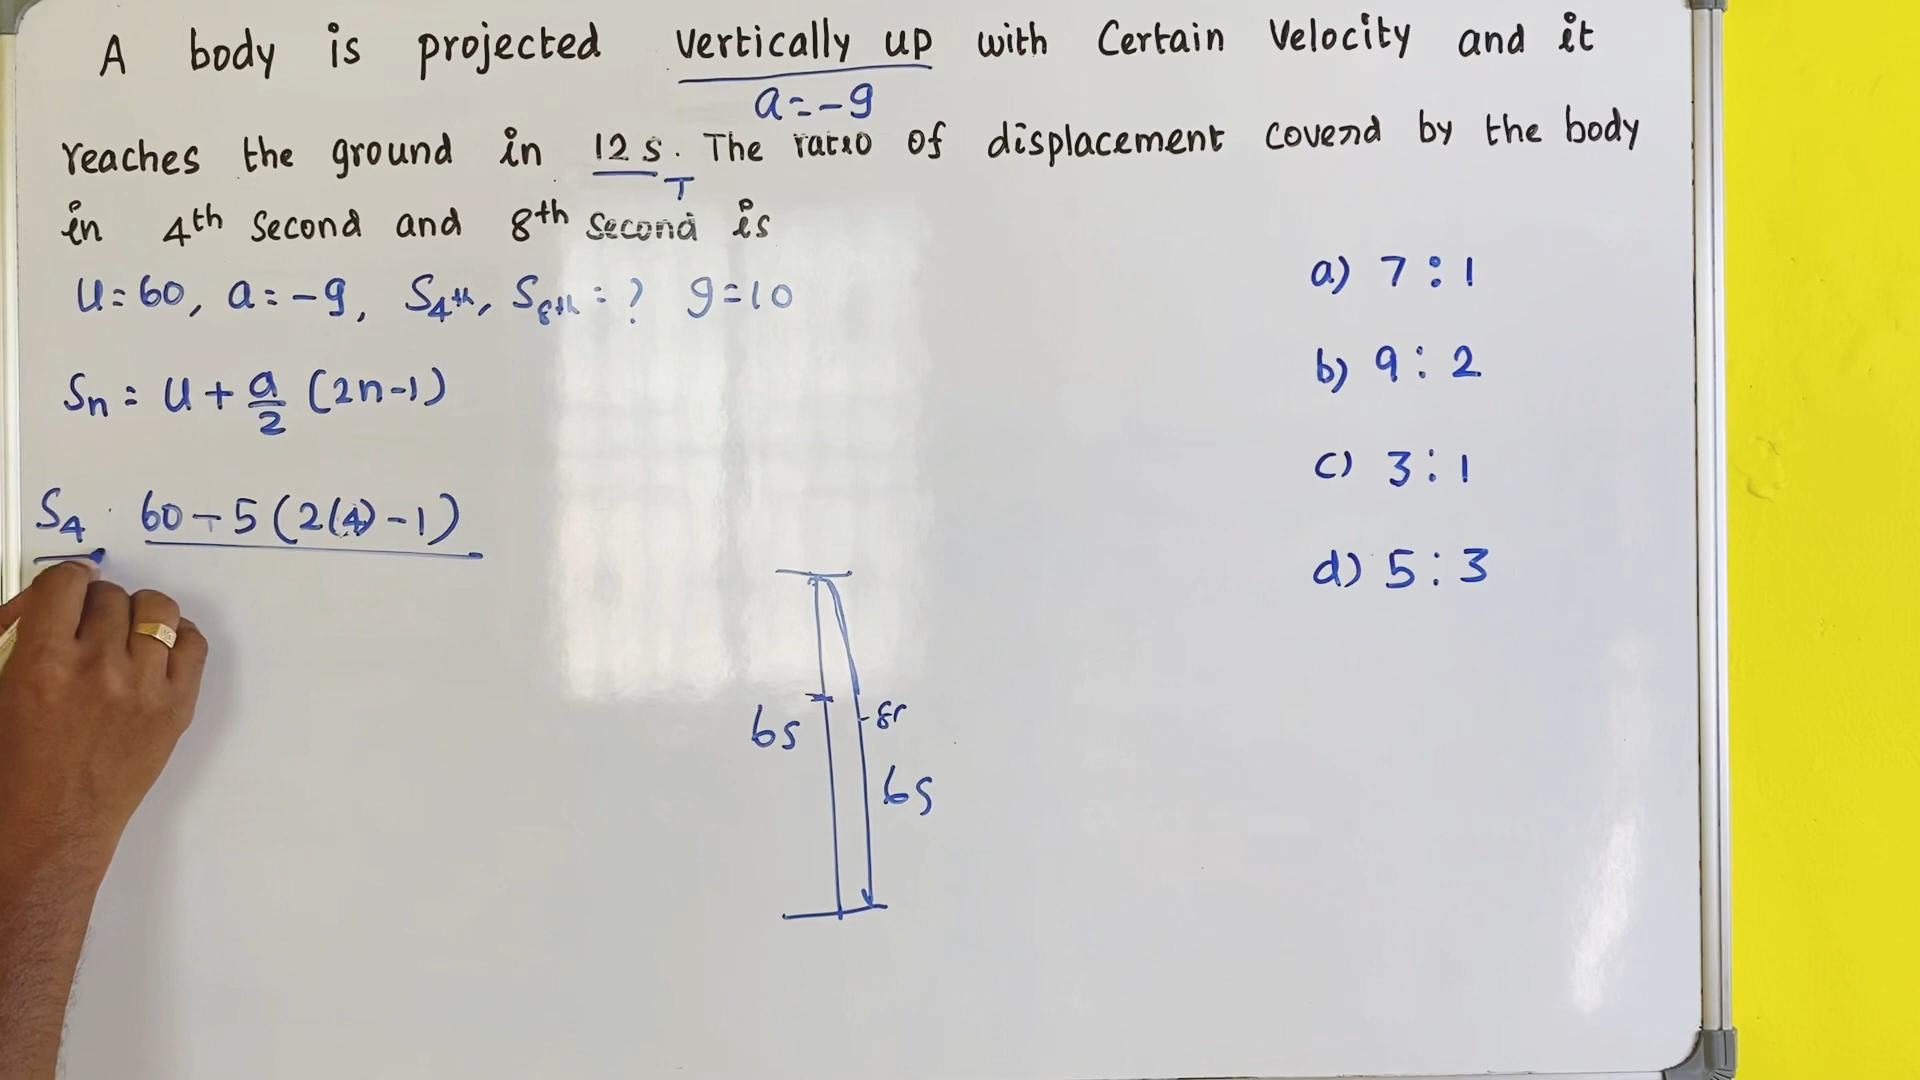 A body is projected vertically up with Certain Velocity and it
a=-g
reaches the ground in 12 s. The ratio of displacement coverd by the body
T
in 4th Second and 8th Second is
u=60, a=-g, S4th, S8th=? g=10
a) 7:1
b) 9:2
Sn = u + a/2 (2n-1)
c) 3:1
S4 60-5(2(4)-1)
d) 5:3
6s
8s
6s